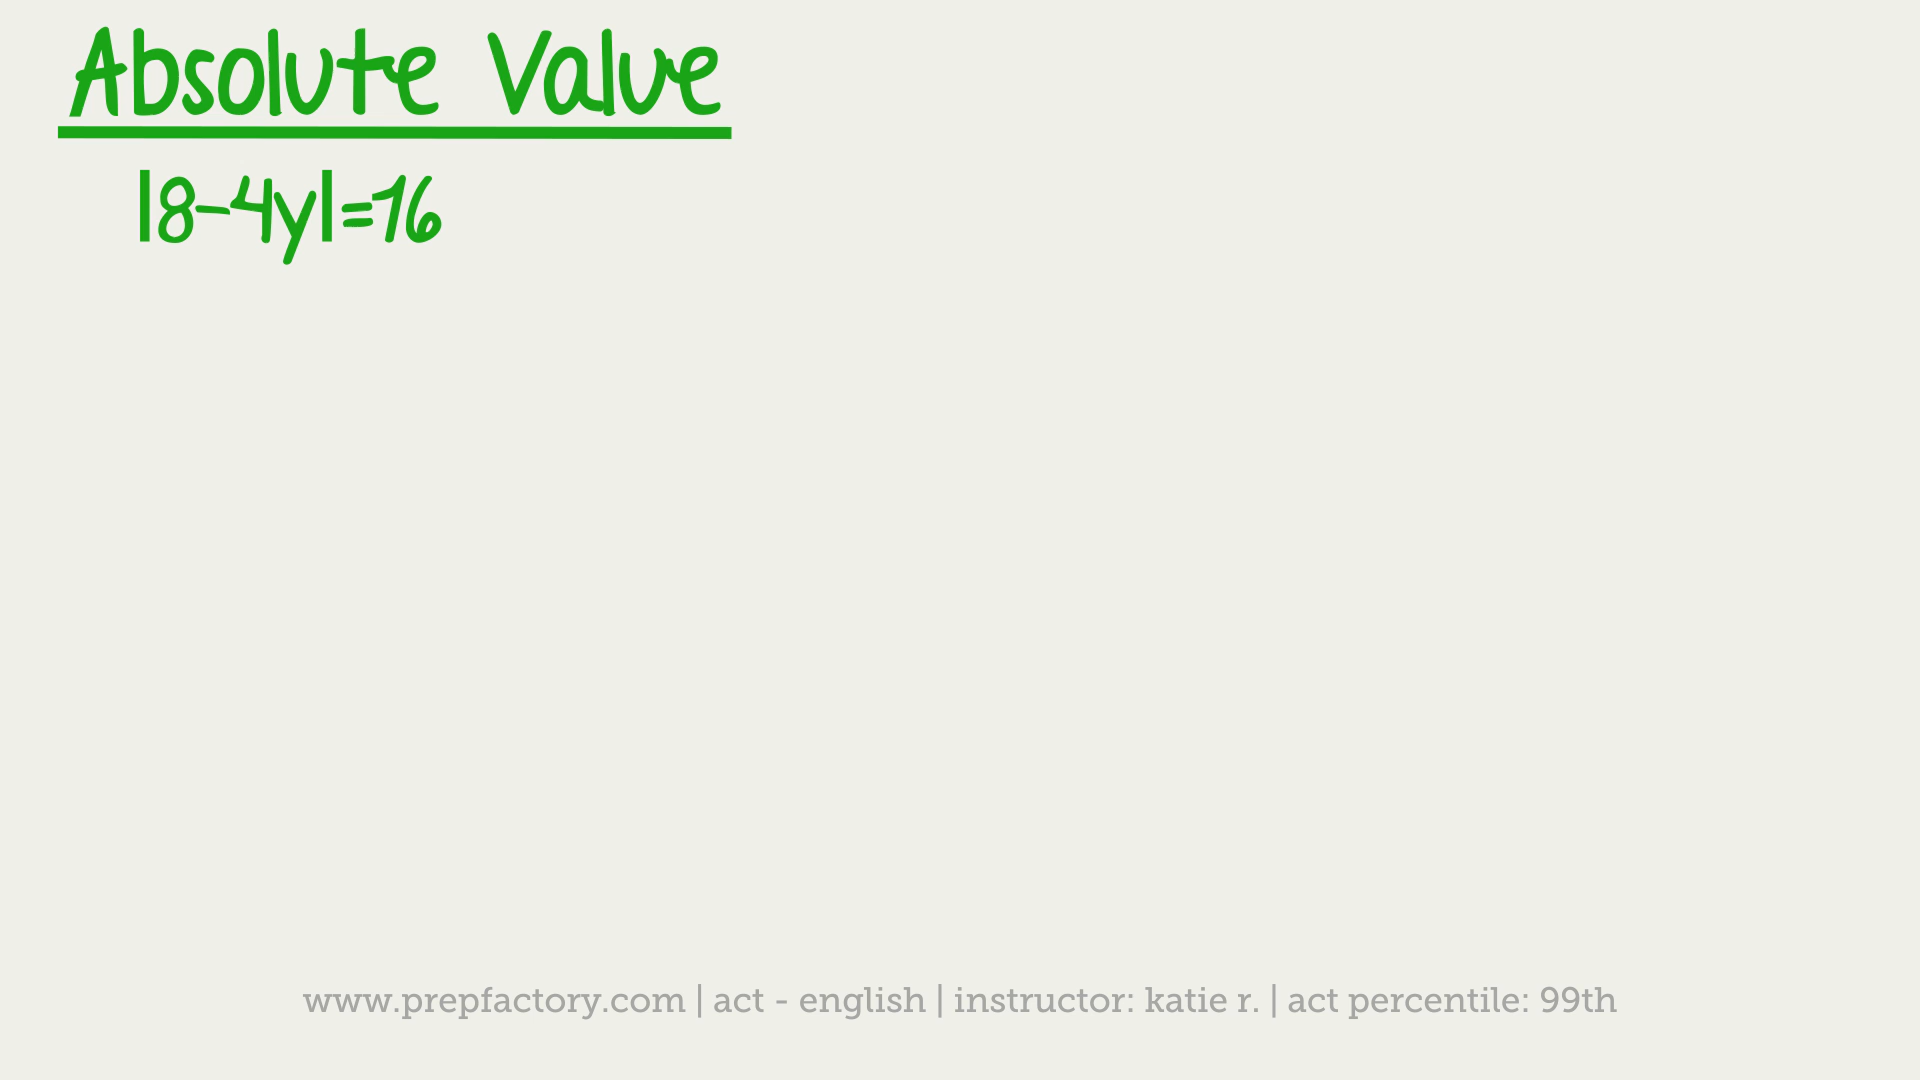 Absolute Value
|8-4y|=16
www.prepfactory.com | act - english | instructor: katie r. | act percentile: 99th